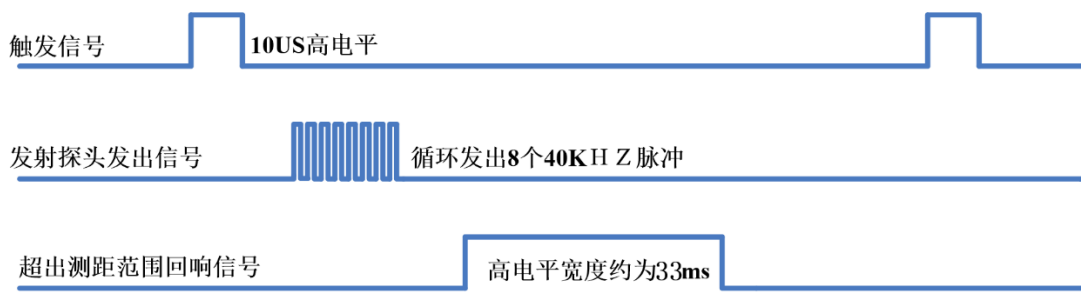 触发信号
10US高电平
发射探头发出信号
循环发出8个40KＨＺ脉冲
超出测距范围回响信号
高电平宽度约为33ms